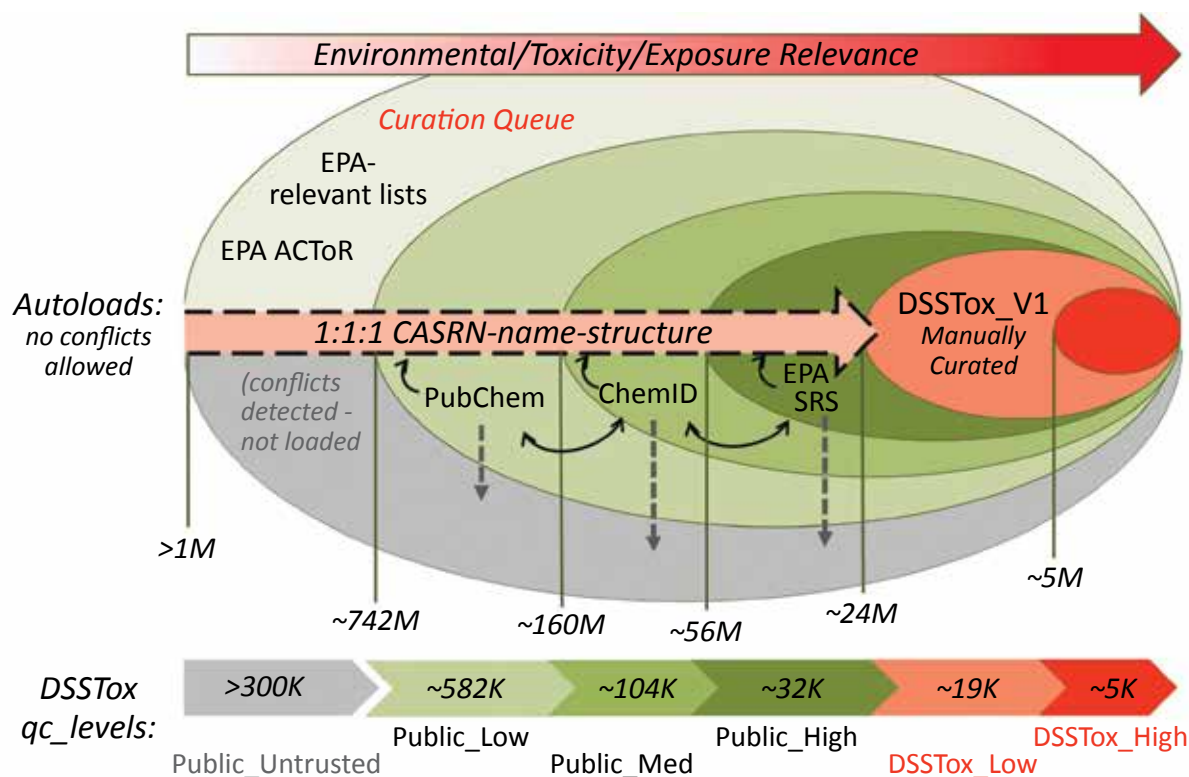 Environmental/Toxicity/Exposure Relevance
Curation Queue
EPA-
relevant lists
EPA ACToR
Autoloads:
no conflicts
allowed
1:1:1 CASRN-name-structure
DSSTox_V1
Manually
Curated
(conflicts
detected -
not loaded
PubChem
ChemID
EPA
SRS
>1M
~742M
~160M
~56M
~24M
~5M
DSSTox
qc_levels:
>300K
~582K
~104K
~32K
~19K
~5K
Public_Untrusted
Public_Low
Public_Med
Public_High
DSSTox_Low
DSSTox_High